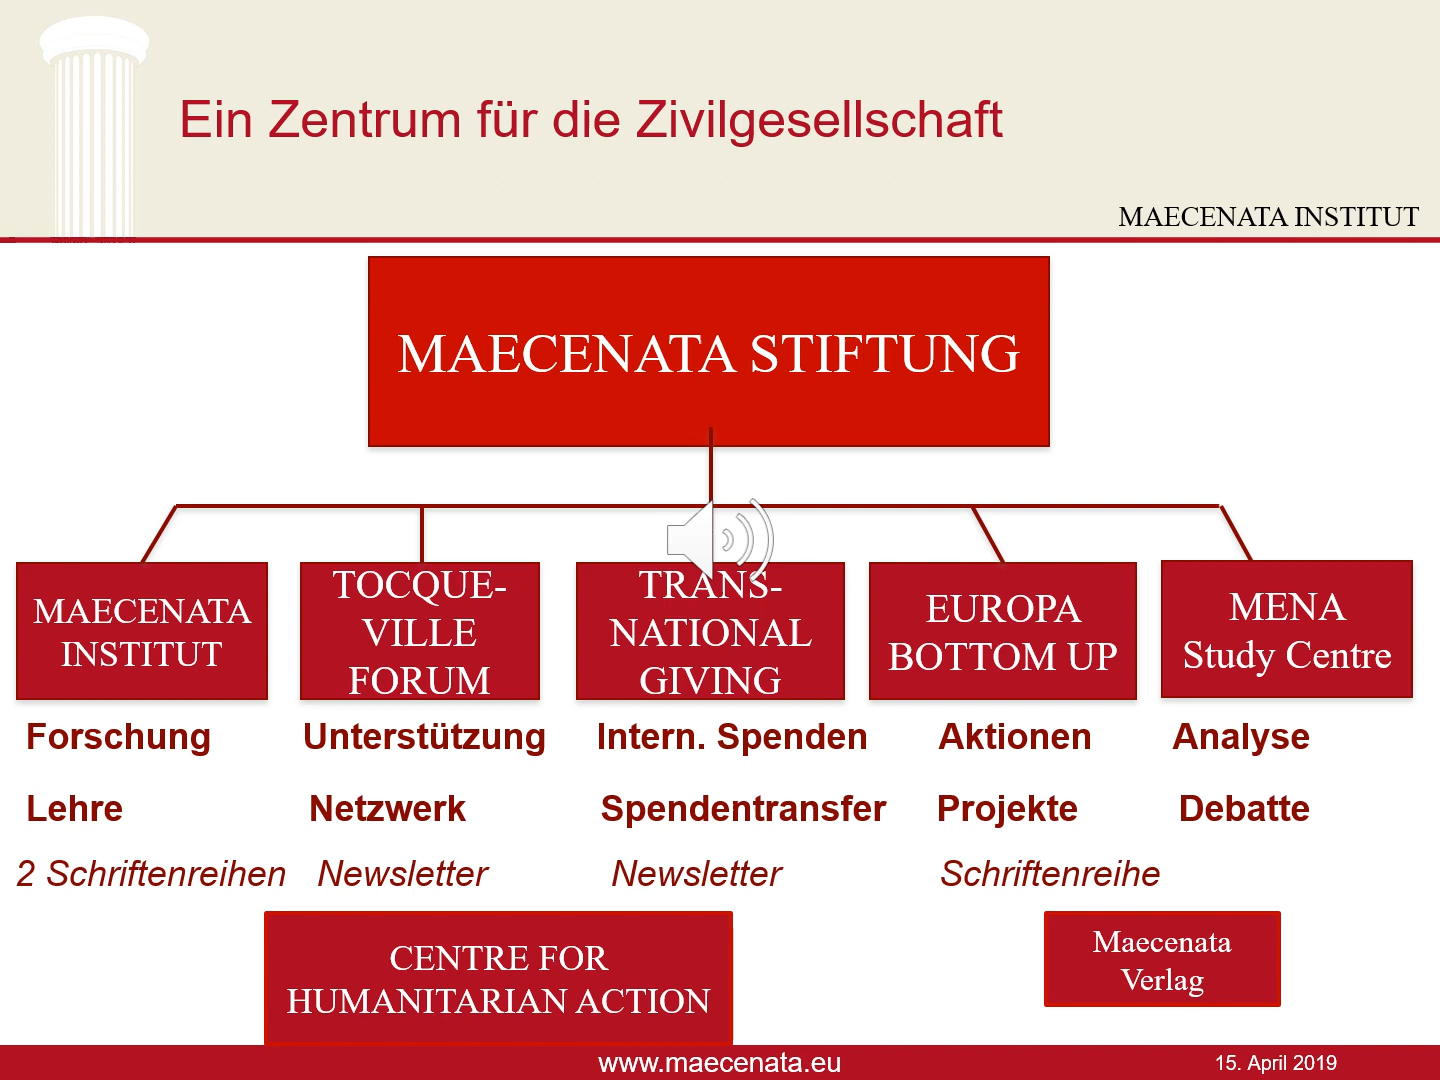 Ein Zentrum für die Zivilgesellschaft
MAECENATA INSTITUT
MAECENATA STIFTUNG
MAECENATA
INSTITUT
TOCQUE-
VILLE
FORUM
TRANS-
NATIONAL
GIVING
EUROPA
BOTTOM UP
MENA
Study Centre
Forschung
Unterstützung
Intern. Spenden
Aktionen
Analyse
Lehre
Netzwerk
Spendentransfer
Projekte
Debatte
2 Schriftenreihen
Newsletter
Newsletter
Schriftenreihe
CENTRE FOR
HUMANITARIAN ACTION
Maecenata
Verlag
www.maecenata.eu
15. April 2019